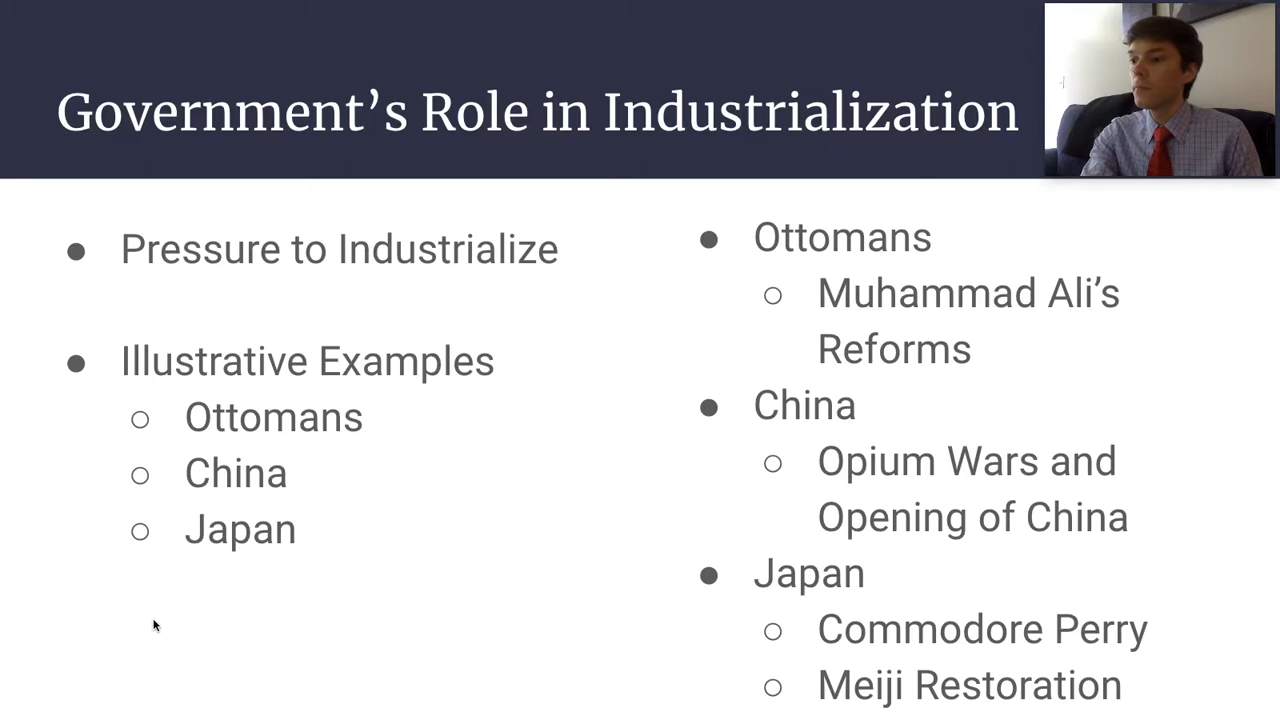 Government’s Role in Industrialization
● Pressure to Industrialize
● Illustrative Examples
○ Ottomans
○ China
○ Japan
● Ottomans
○ Muhammad Ali’s
Reforms
● China
○ Opium Wars and
Opening of China
● Japan
○ Commodore Perry
○ Meiji Restoration